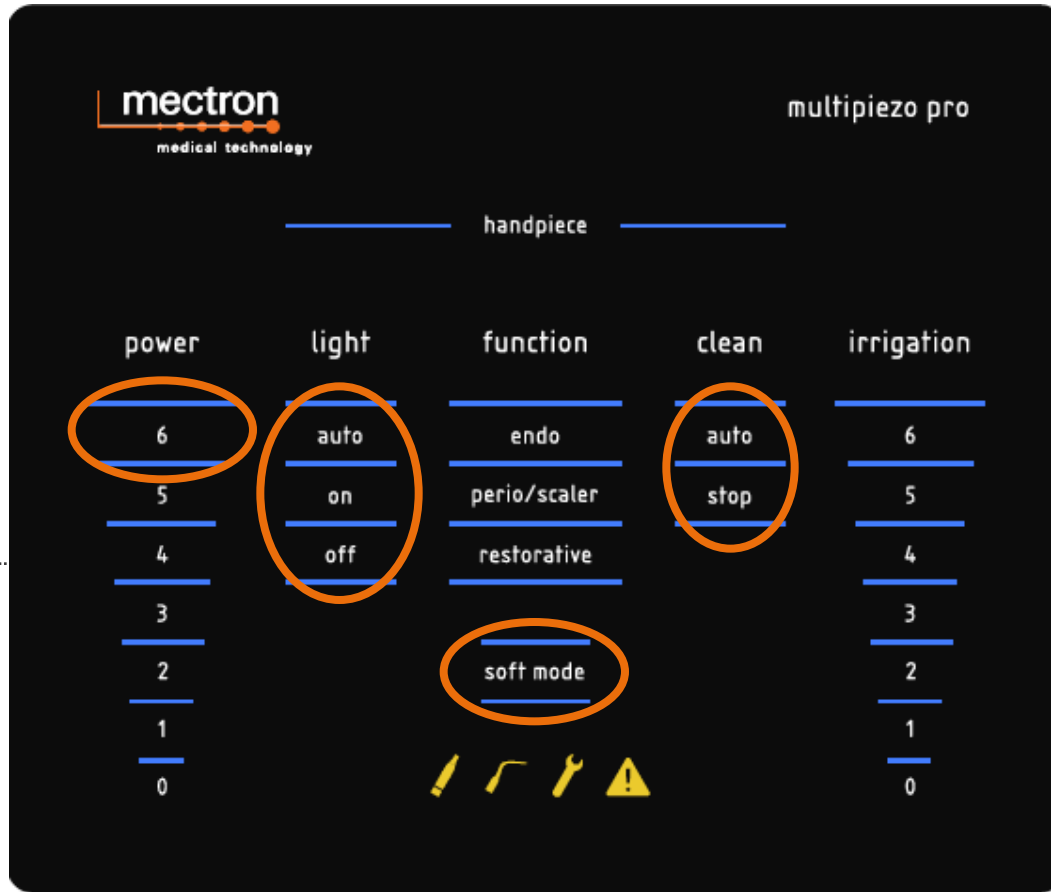 mectron
medical technology
multipiezo pro
handpiece
power light function clean irrigation
6 auto endo auto 6
5 on perio/scaler stop 5
4 off restorative 4
3 3
2 soft mode 2
1 1
0 0